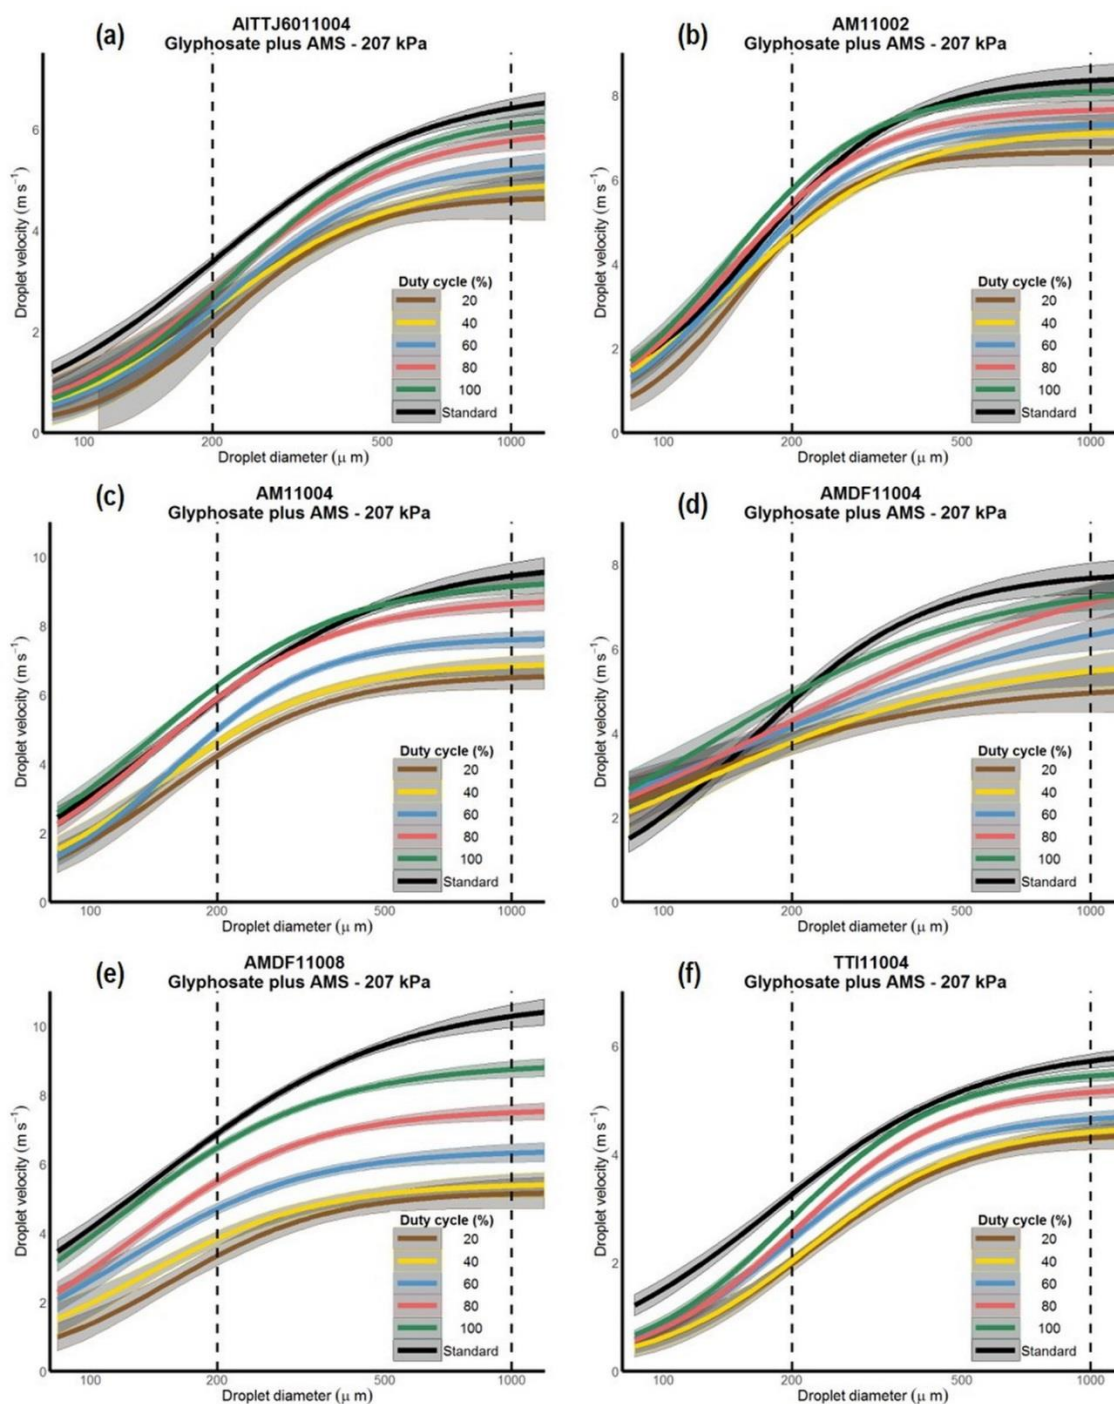 (a)
AITTJ6011004
Glyphosate plus AMS - 207 kPa
Droplet velocity (m s⁻¹)
6
4
2
0
Duty cycle (%)
20
40
60
80
100
Standard
100
200
500
1000
Droplet diameter (μ m)
(b)
AM11002
Glyphosate plus AMS - 207 kPa
Droplet velocity (m s⁻¹)
8
6
4
2
0
Duty cycle (%)
20
40
60
80
100
Standard
100
200
500
1000
Droplet diameter (μ m)
(c)
AM11004
Glyphosate plus AMS - 207 kPa
Droplet velocity (m s⁻¹)
10
8
6
4
2
0
Duty cycle (%)
20
40
60
80
100
Standard
100
200
500
1000
Droplet diameter (μ m)
(d)
AMDF11004
Glyphosate plus AMS - 207 kPa
Droplet velocity (m s⁻¹)
8
6
4
2
0
Duty cycle (%)
20
40
60
80
100
Standard
100
200
500
1000
Droplet diameter (μ m)
(e)
AMDF11008
Glyphosate plus AMS - 207 kPa
Droplet velocity (m s⁻¹)
10
8
6
4
2
0
Duty cycle (%)
20
40
60
80
100
Standard
100
200
500
1000
Droplet diameter (μ m)
(f)
TTI11004
Glyphosate plus AMS - 207 kPa
Droplet velocity (m s⁻¹)
6
4
2
0
Duty cycle (%)
20
40
60
80
100
Standard
100
200
500
1000
Droplet diameter (μ m)